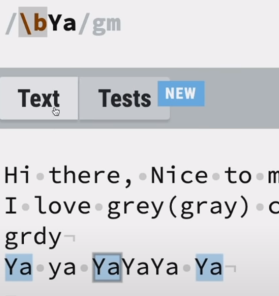 /\bYa/gm
Text Tests NEW
Hi there, Nice to
I love grey(gray)
grdy
Ya ya YaYaYa Ya